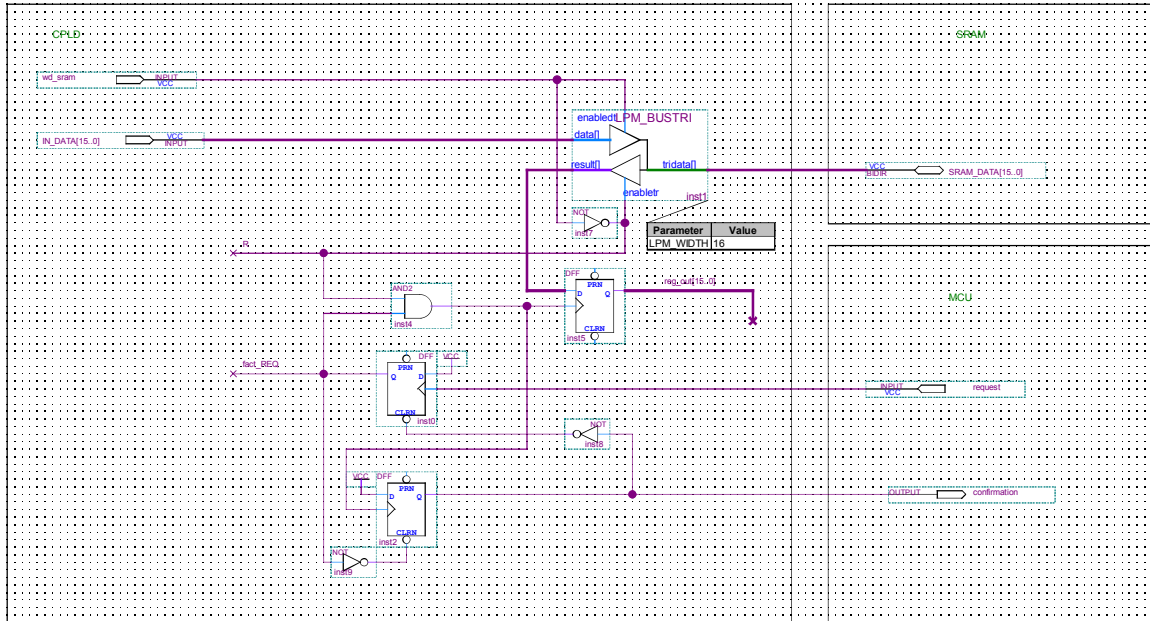 CPLD
SRAM
wd_sram
INPUT
VCC
enabledt
LPM_BUSTRI
IN_DATA[15..0]
VCC
INPUT
data[]
result[]
tridata[]
VCC
BIDIR
SRAM_DATA[15..0]
enabletr
inst1
NOT
inst7
Parameter Value
LPM_WIDTH 16
R
DFF
PRN
D Q
CLRN
inst5
reg_out[15..0]
AND2
inst4
MCU
fact_REQ
DFF
VCC
PRN
Q D
CLRN
inst0
INPUT
VCC
request
NOT
inst8
VCC
DFF
PRN
D Q
CLRN
inst2
OUTPUT
confirmation
NOT
inst9